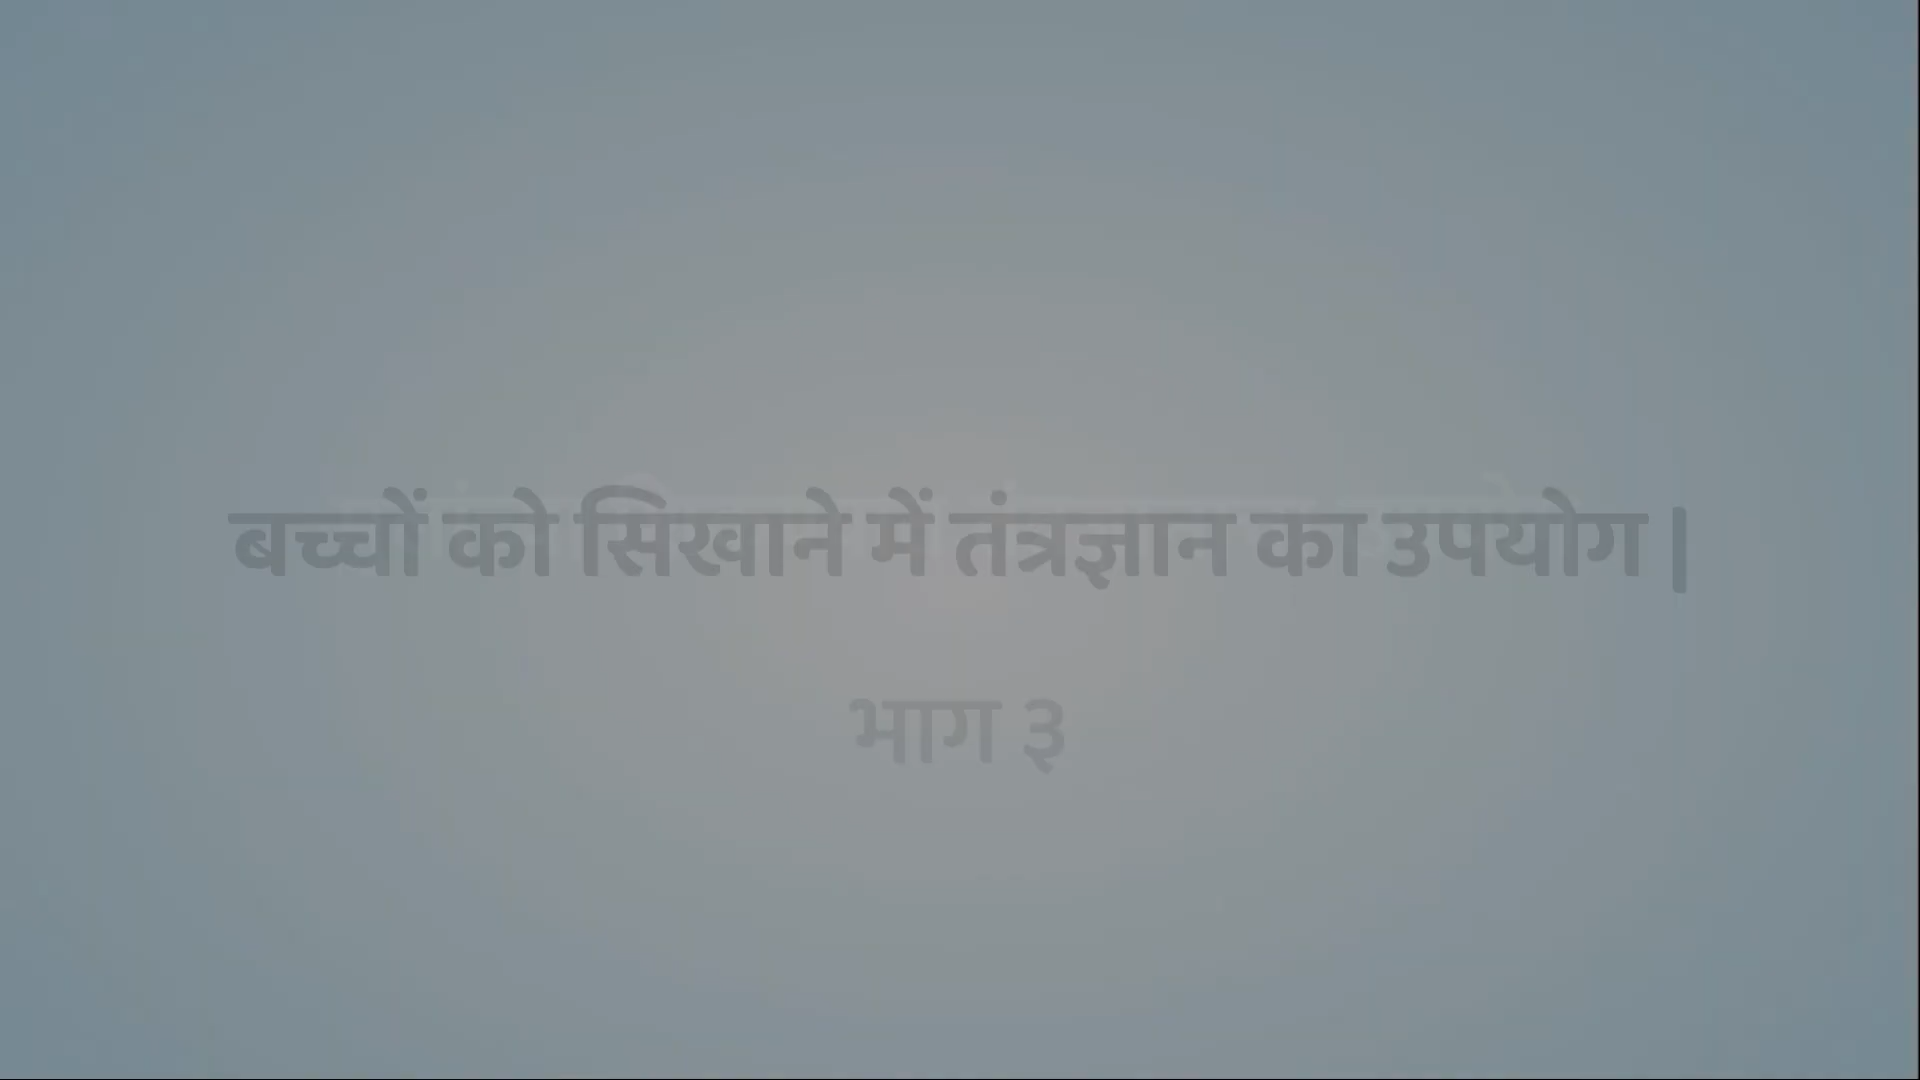 बच्चों को सिखाने में तंत्रज्ञान का उपयोग |
भाग ३